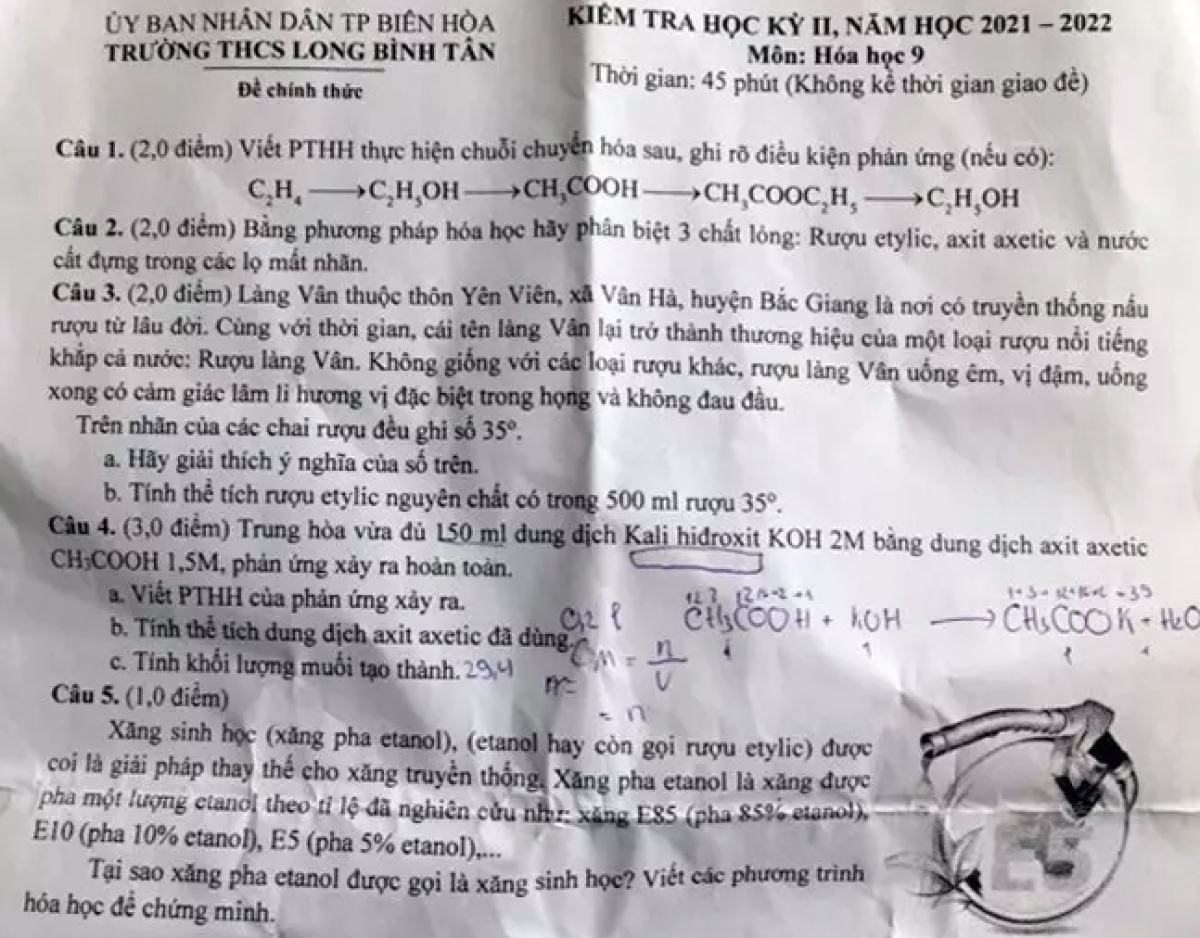 ỦY BAN NHÂN DÂN TP BIÊN HÒA
TRƯỜNG THCS LONG BÌNH TÂN
Đề chính thức
KIỂM TRA HỌC KỲ II, NĂM HỌC 2021 – 2022
Môn: Hóa học 9
Thời gian: 45 phút (Không kể thời gian giao đề)
Câu 1. (2,0 điểm) Viết PTHH thực hiện chuỗi chuyển hóa sau, ghi rõ điều kiện phản ứng (nếu có):
C₂H₄ ⟶ C₂H₅OH ⟶ CH₃COOH ⟶ CH₃COOC₂H₅ ⟶ C₂H₅OH
Câu 2. (2,0 điểm) Bằng phương pháp hóa học hãy phân biệt 3 chất lỏng: Rượu etylic, axit axetic và nước
cất đựng trong các lọ mất nhãn.
Câu 3. (2,0 điểm) Làng Vân thuộc thôn Yên Viên, xã Vân Hà, huyện Bắc Giang là nơi có truyền thống nấu
rượu từ lâu đời. Cùng với thời gian, cái tên làng Vân lại trở thành thương hiệu của một loại rượu nổi tiếng
khắp cả nước: Rượu làng Vân. Không giống với các loại rượu khác, rượu làng Vân uống êm, vị đậm, uống
xong có cảm giác lâm li hương vị đặc biệt trong họng và không đau đầu.
Trên nhãn của các chai rượu đều ghi số 35º.
a. Hãy giải thích ý nghĩa của số trên.
b. Tính thể tích rượu etylic nguyên chất có trong 500 ml rượu 35º.
Câu 4. (3,0 điểm) Trung hòa vừa đủ 150 ml dung dịch Kali hiđroxit KOH 2M bằng dung dịch axit axetic
CH₃COOH 1,5M, phản ứng xảy ra hoàn toàn.
a. Viết PTHH của phản ứng xảy ra.
CH3COOH + KOH ⟶ CH3COOK + H2O
b. Tính thể tích dung dịch axit axetic đã dùng. 0,2 l
1 1 1 1
CM = n/V
c. Tính khối lượng muối tạo thành. 29,4
= n
Câu 5. (1,0 điểm)
Xăng sinh học (xăng pha etanol), (etanol hay còn gọi rượu etylic) được
coi là giải pháp thay thế cho xăng truyền thống. Xăng pha etanol là xăng được
pha một lượng etanol theo tỉ lệ đã nghiên cứu như: xăng E85 (pha 85% etanol),
E10 (pha 10% etanol), E5 (pha 5% etanol),...
Tại sao xăng pha etanol được gọi là xăng sinh học? Viết các phương trình
hóa học để chứng minh.
E5